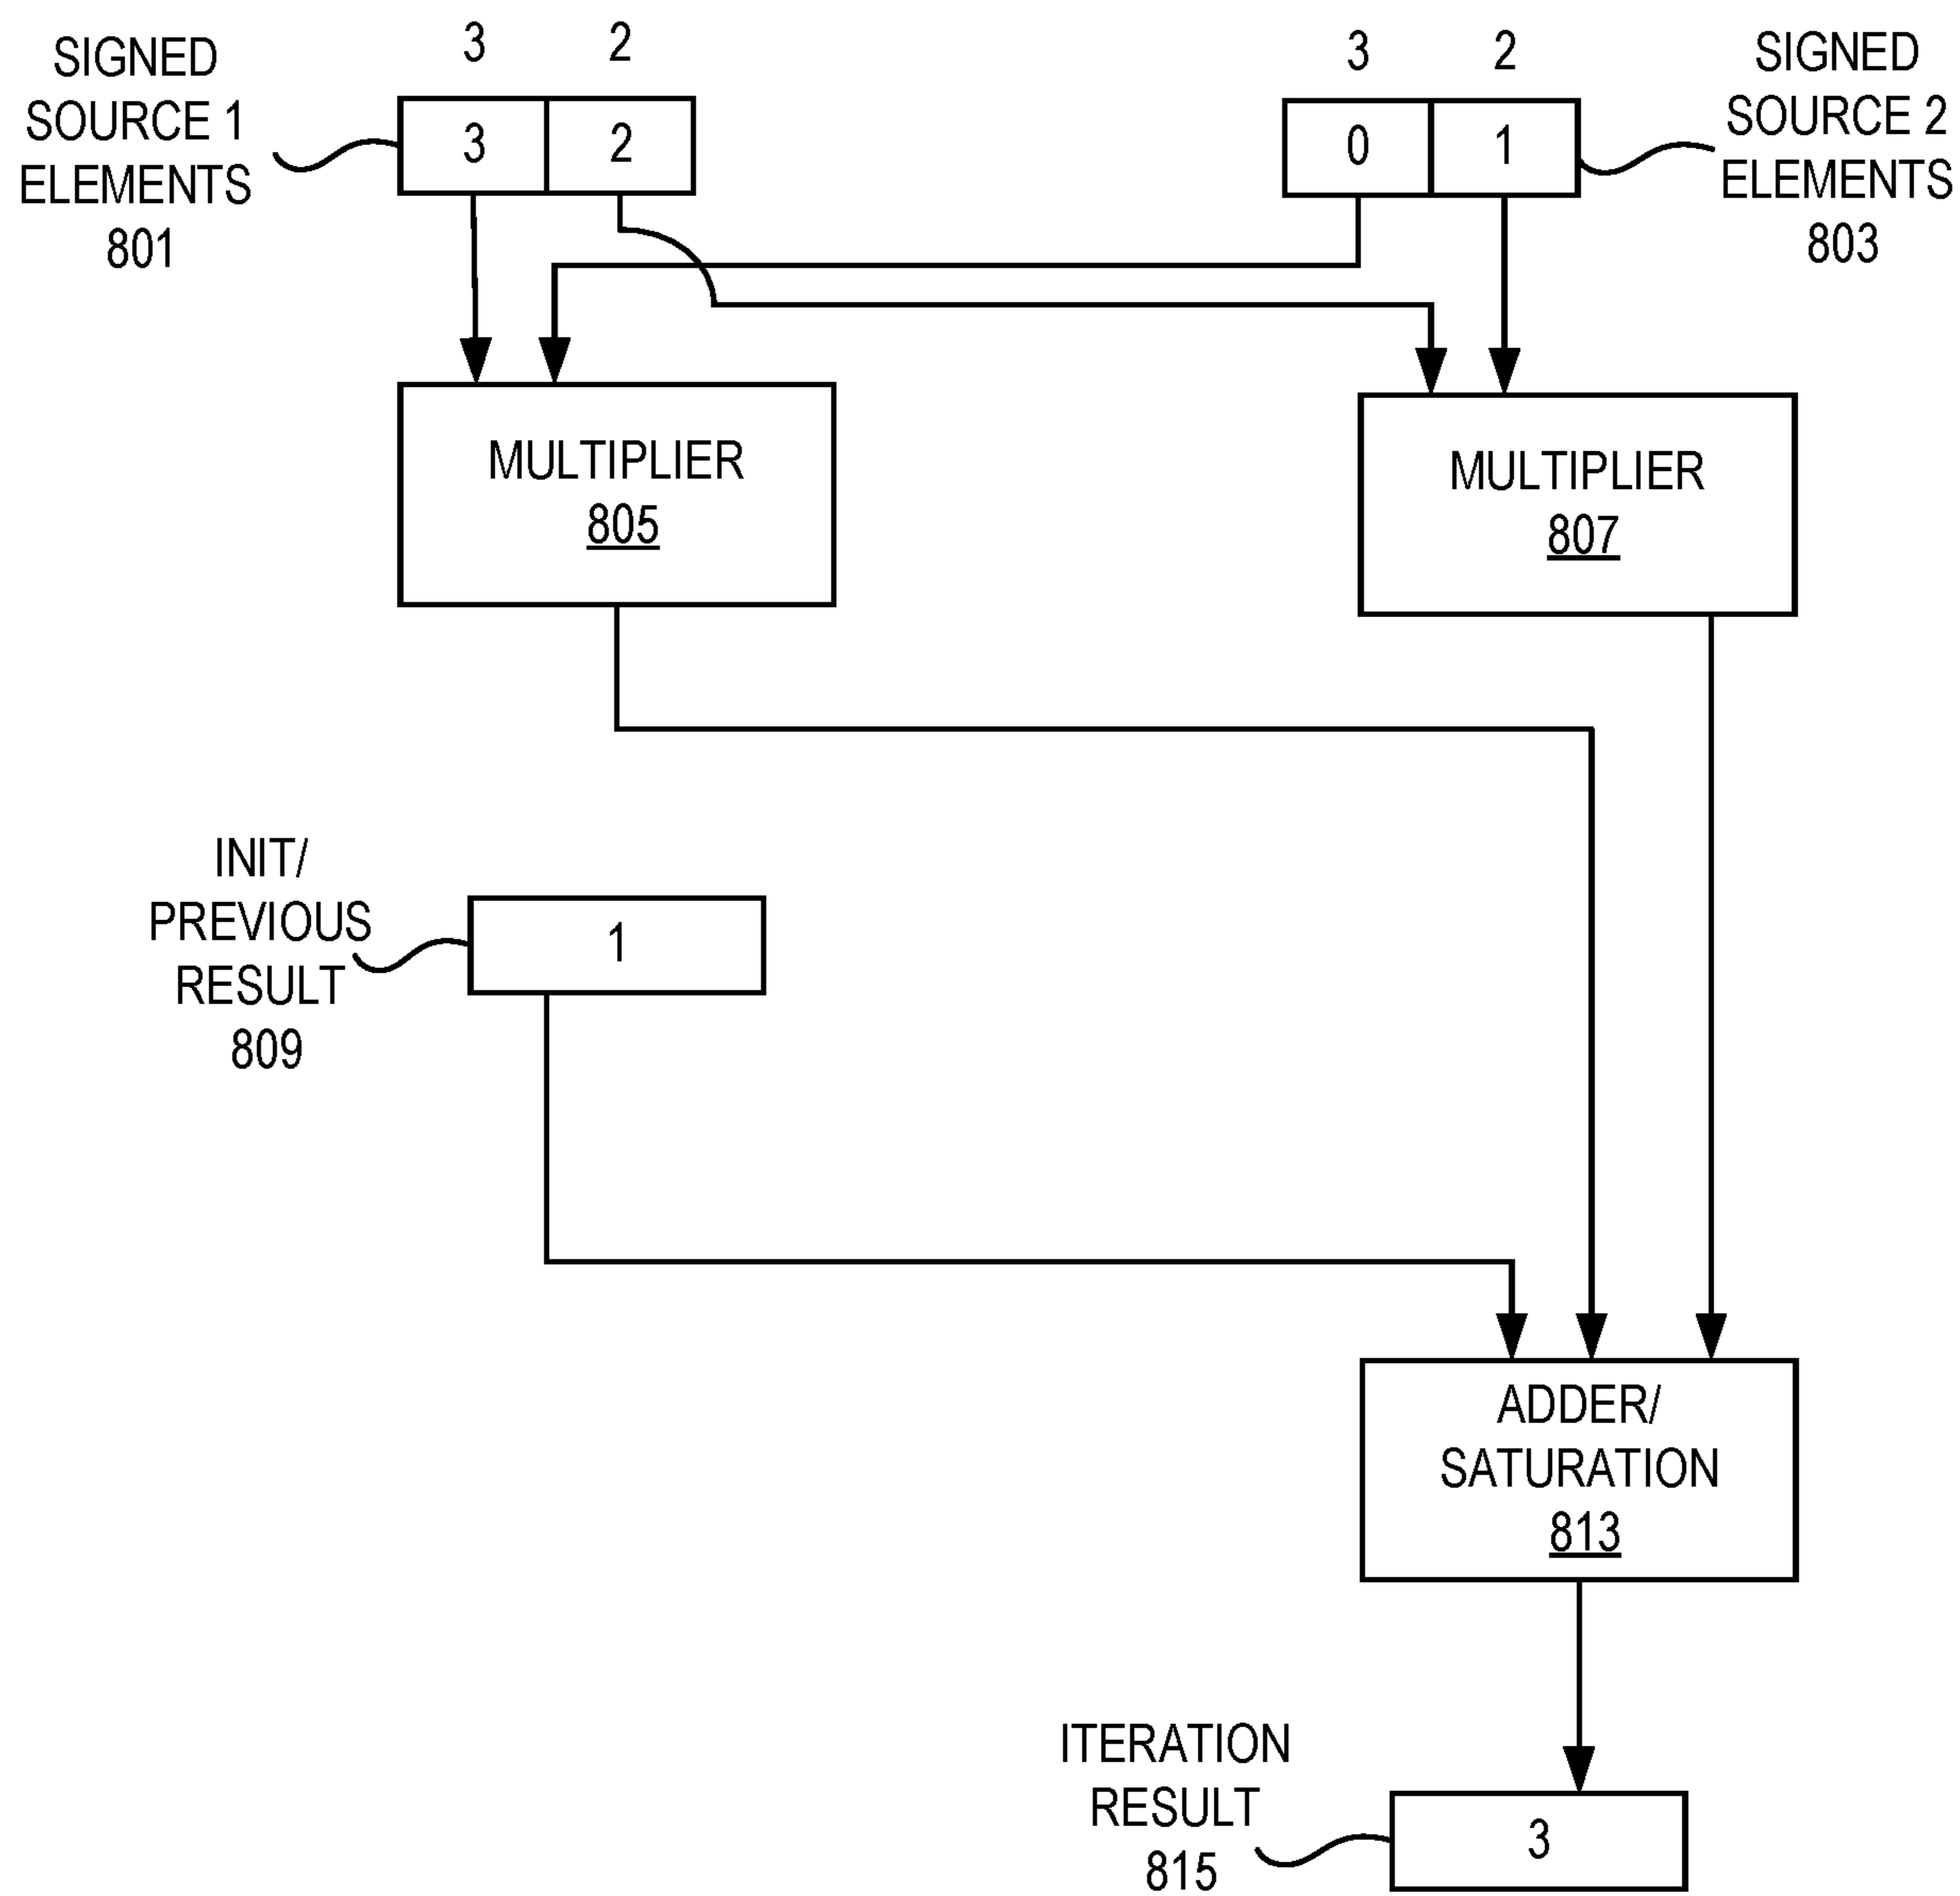 SIGNED
SOURCE 1
ELEMENTS
801
3 2
3 2
3 2
0 1
SIGNED
SOURCE 2
ELEMENTS
803
MULTIPLIER
805
MULTIPLIER
807
INIT/
PREVIOUS
RESULT
809
1
ADDER/
SATURATION
813
ITERATION
RESULT
815
3